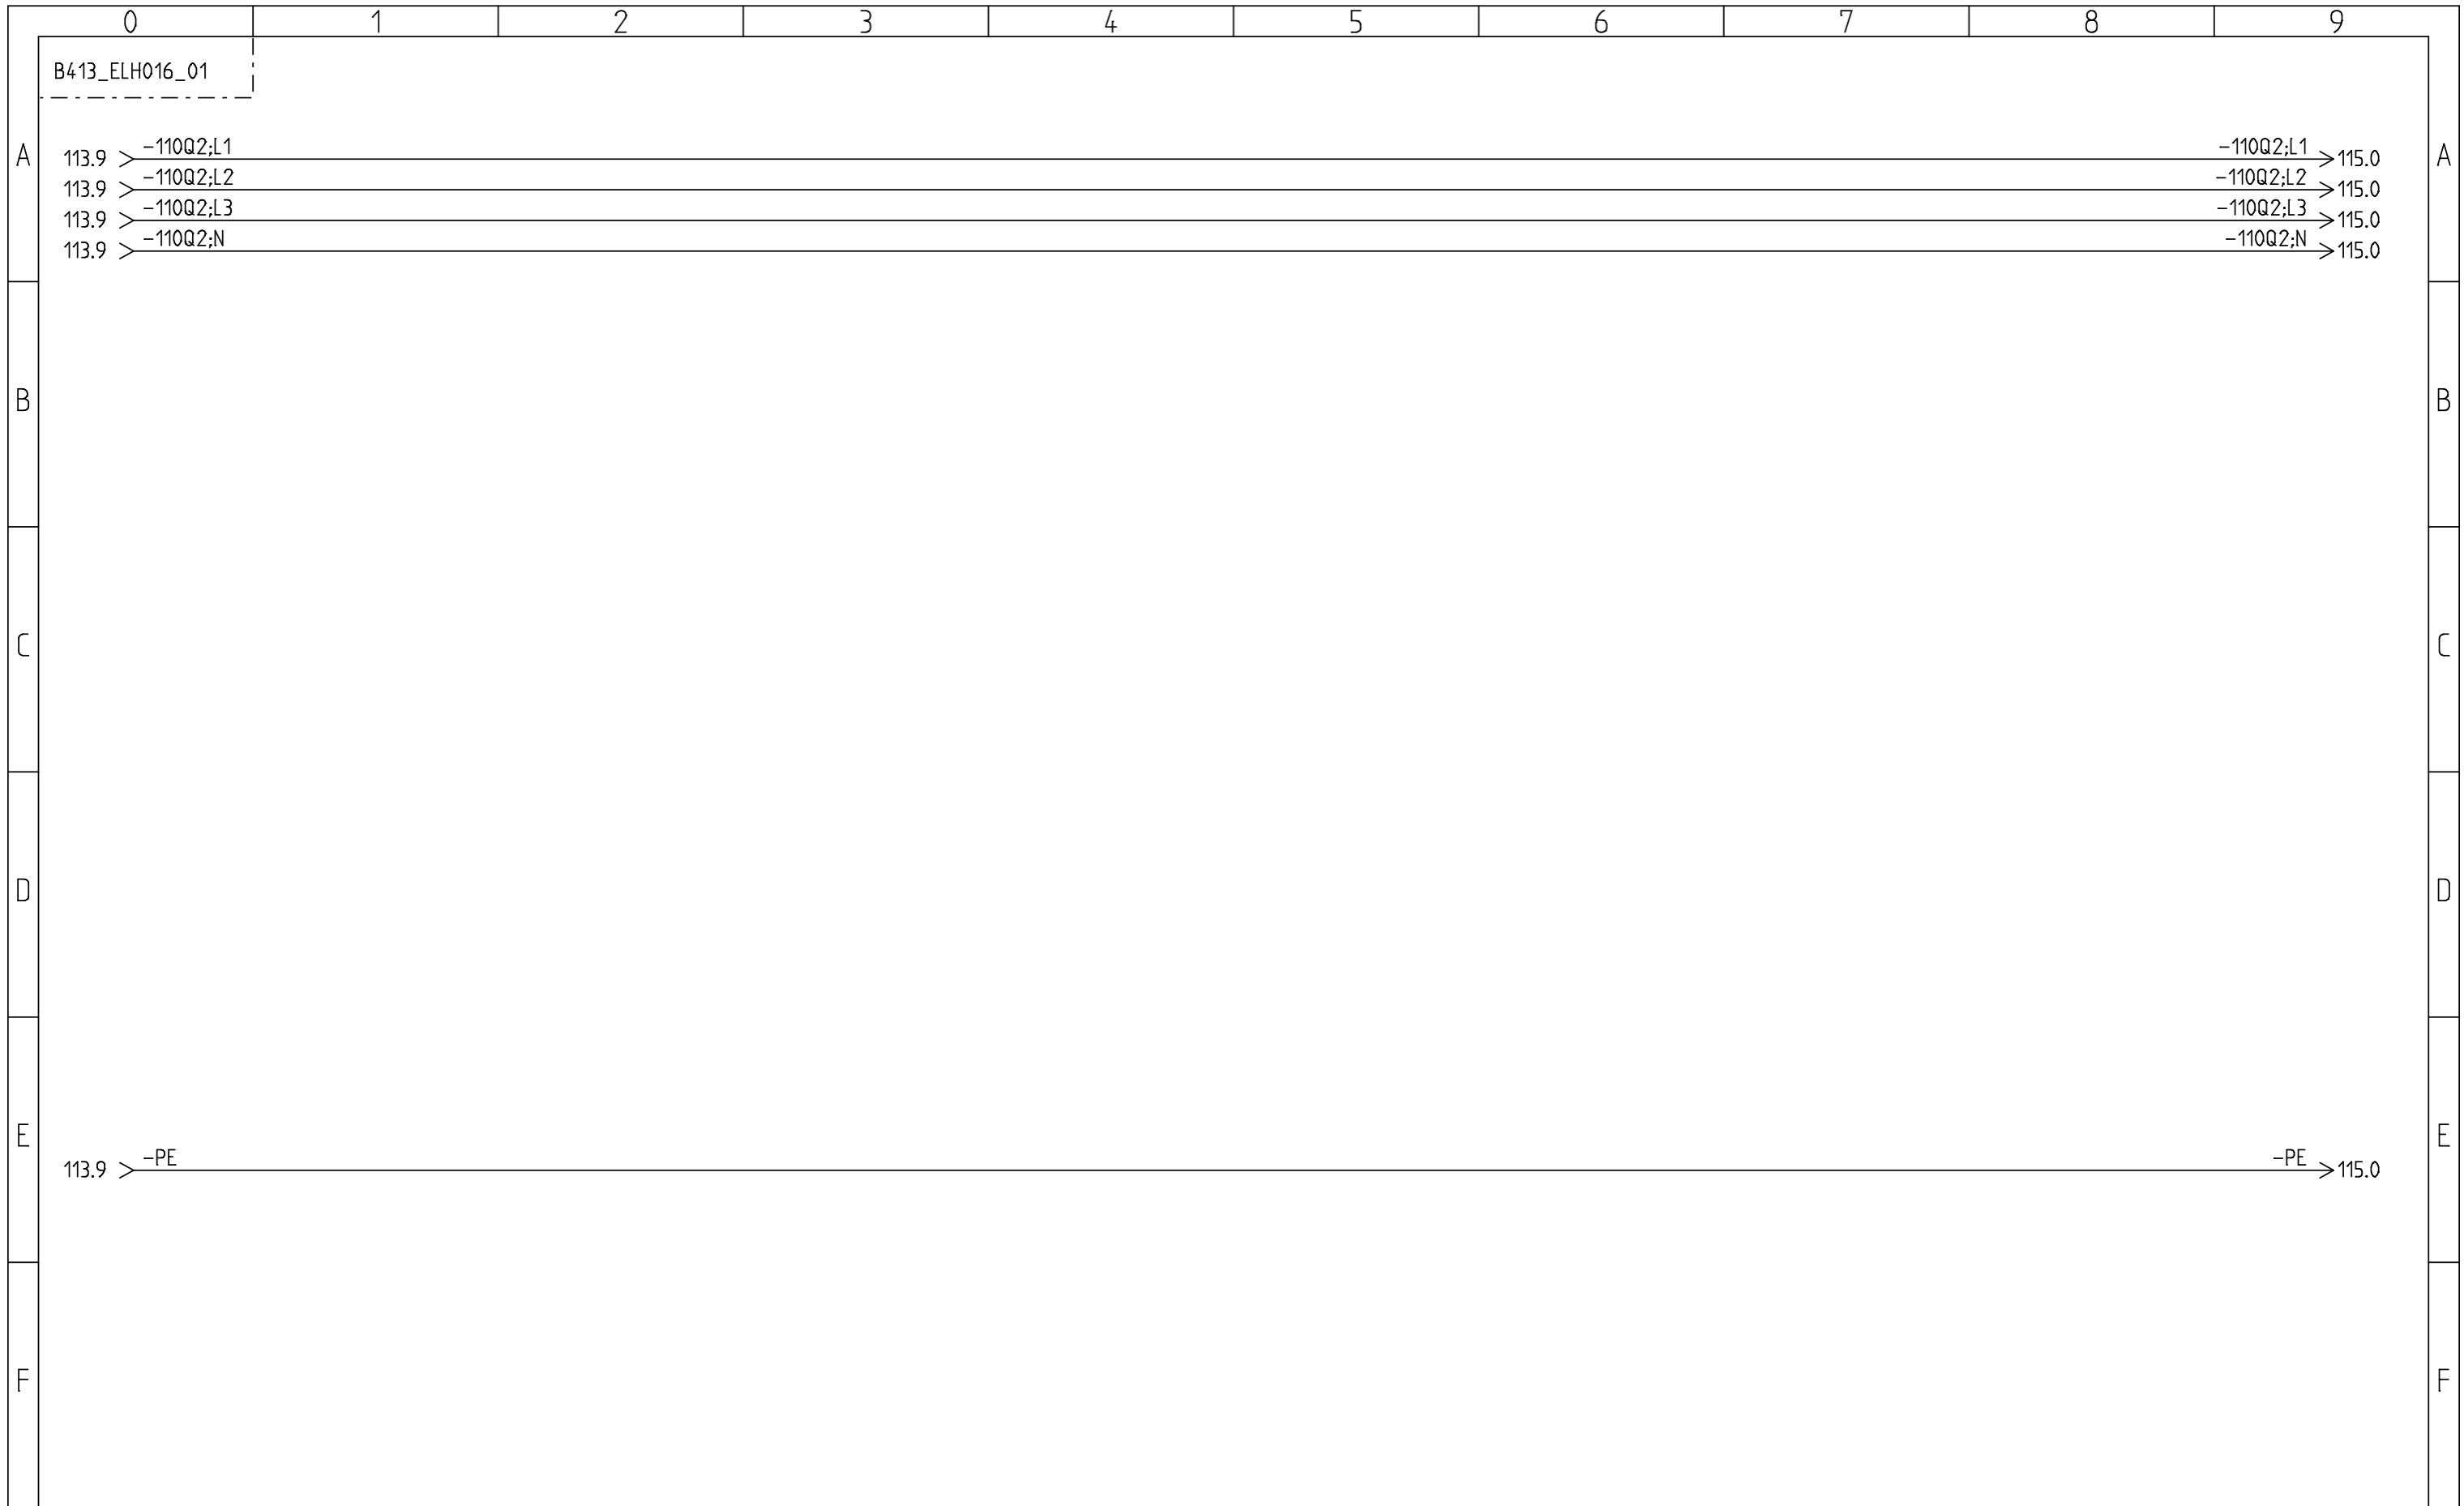 0 1 2 3 4 5 6 7 8 9
B413_ELH016_01
A 113.9 -110Q2;L1 -110Q2;L1 115.0 A
113.9 -110Q2;L2 -110Q2;L2 115.0
113.9 -110Q2;L3 -110Q2;L3 115.0
113.9 -110Q2;N -110Q2;N 115.0
B B
C C
D D
E E
113.9 -PE -PE 115.0
F F